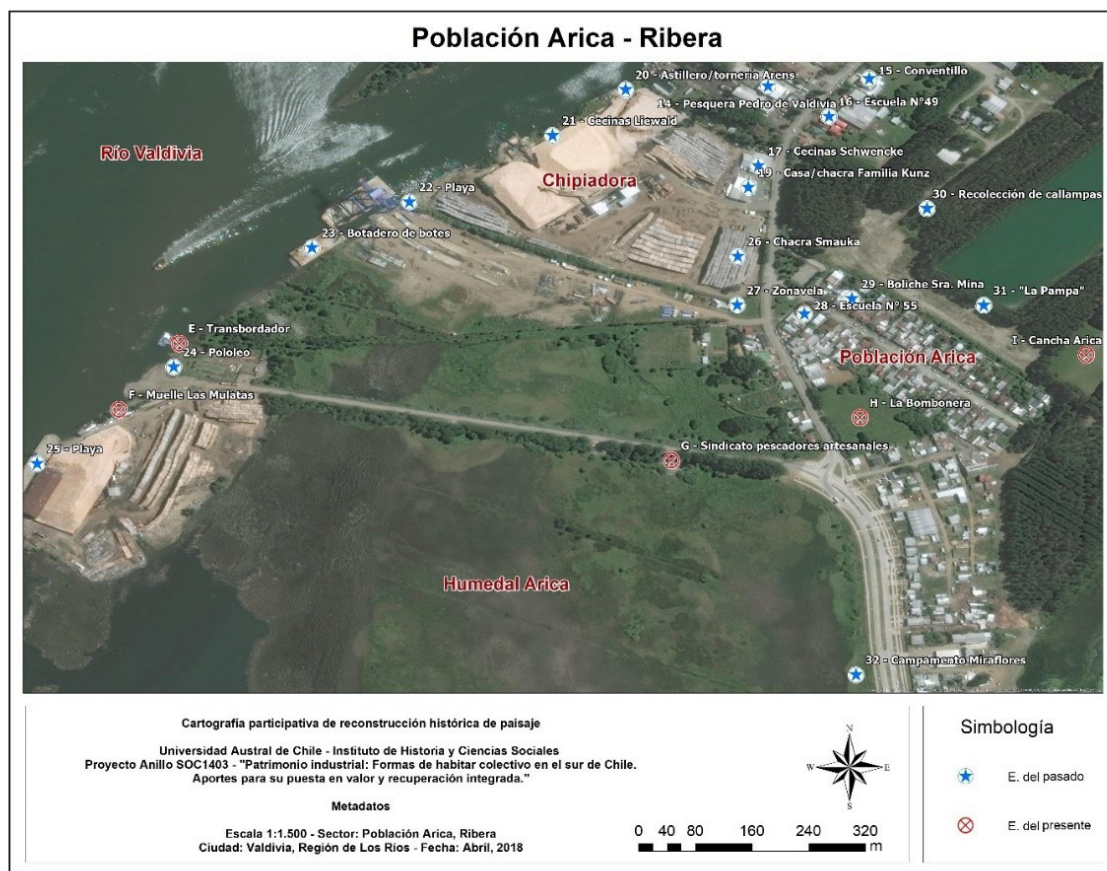 Población Arica - Ribera
20 - Astillero/tornería Arens
15 - Conventillo
14 - Pesquera Pedro de Valdivia
16 - Escuela N°49
21 - Cecinas Liewald
Río Valdivia
17 - Cecinas Schwencke
19 - Casa/chacra Familia Kunz
Chipiadora
22 - Playa
30 - Recolección de callampas
23 - Botadero de botes
26 - Chacra Smauka
29 - Boliche Sra. Mina
27 - Zonavela
31 - "La Pampa"
28 - Escuela N° 55
E - Transbordador
I - Cancha Arica
24 - Pololeo
Población Arica
F - Muelle Las Mulatas
H - La Bombonera
G - Sindicato pescadores artesanales
25 - Playa
Humedal Arica
32 - Campamento Miraflores
Cartografía participativa de reconstrucción histórica de paisaje
Universidad Austral de Chile - Instituto de Historia y Ciencias Sociales
Proyecto Anillo SOC1403 - "Patrimonio industrial: Formas de habitar colectivo en el sur de Chile.
Aportes para su puesta en valor y recuperación integrada."
Metadatos
Escala 1:1.500 - Sector: Población Arica, Ribera
Ciudad: Valdivia, Región de Los Ríos - Fecha: Abril, 2018
N
W
E
S
0 40 80 160 240 320
m
Simbología
E. del pasado
E. del presente